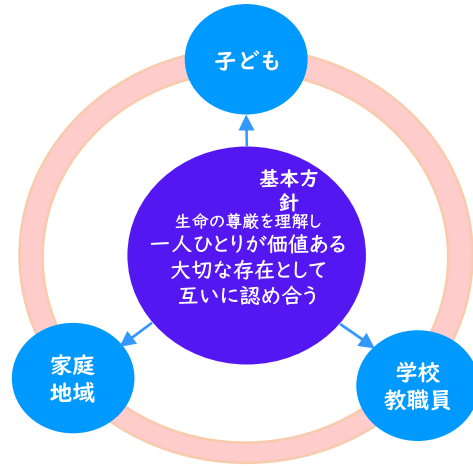 子ども
基本方
針
生命の尊厳を理解し
一人ひとりが価値ある
大切な存在として
互いに認め合う
家庭
地域
学校
教職員